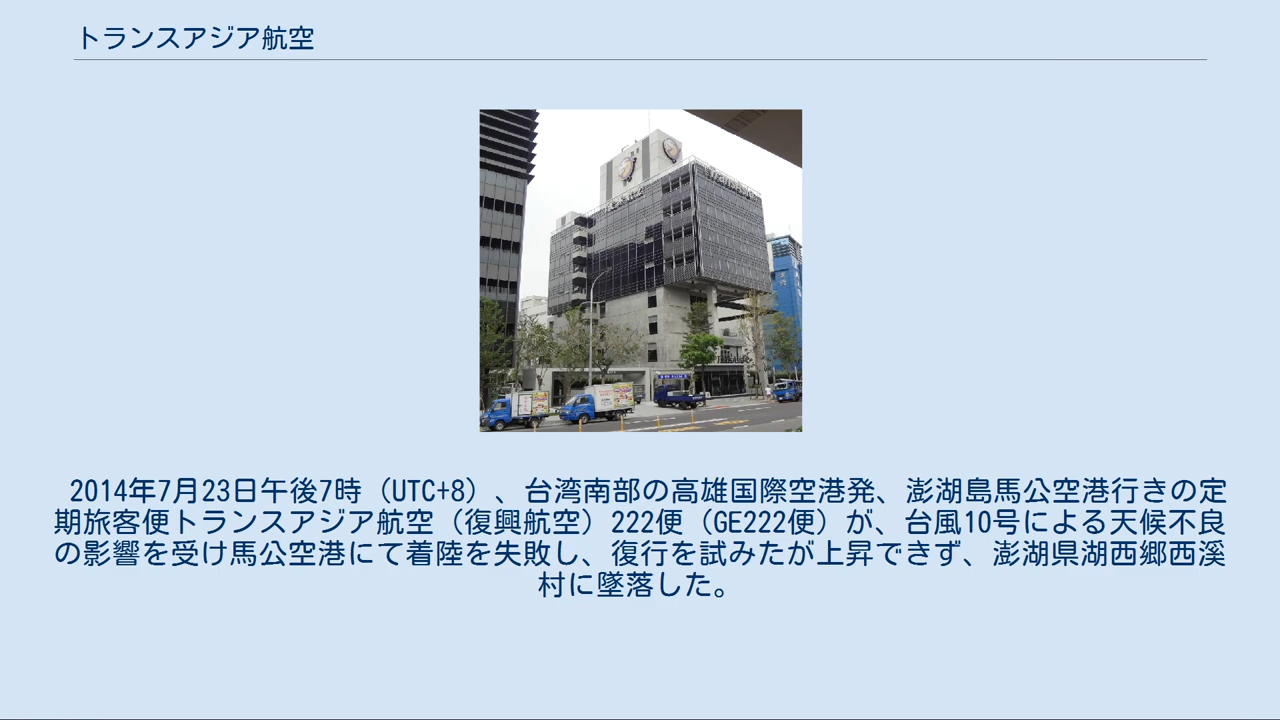 トランスアジア航空
2014年7月23日午後7時（UTC+8）、台湾南部の高雄国際空港発、澎湖島馬公空港行きの定
期旅客便トランスアジア航空（復興航空）222便（GE222便）が、台風10号による天候不良
の影響を受け馬公空港にて着陸を失敗し、復行を試みたが上昇できず、澎湖県湖西郷西溪
村に墜落した。